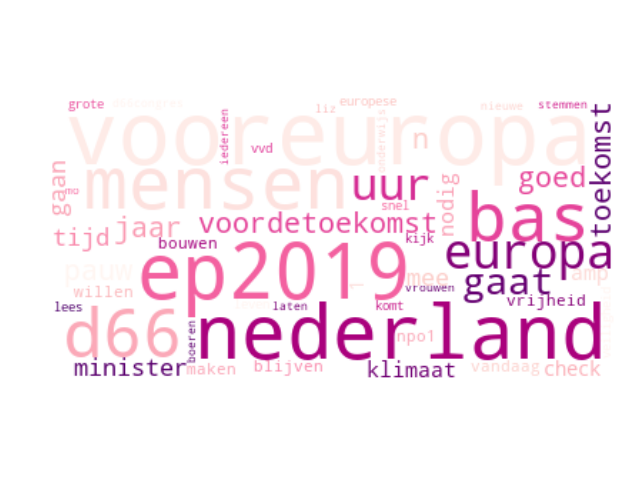 grote
liz
europese
nieuwe
stemmen
vooreuropa
iedereen
vvd
onderwijs
n
toekomst
gaan
mensen
uur
snel
nodig
goed
bas
tijd
jaar
voordetoekomst
bouwen
kijk
europa
pauw
ep2019
mee
gaat
amp
willen
1
vrouwen
vrijheid
lees
laten
komt
d66
boeren
nederland
npo1
minister
maken
blijven
klimaat
vandaag
check